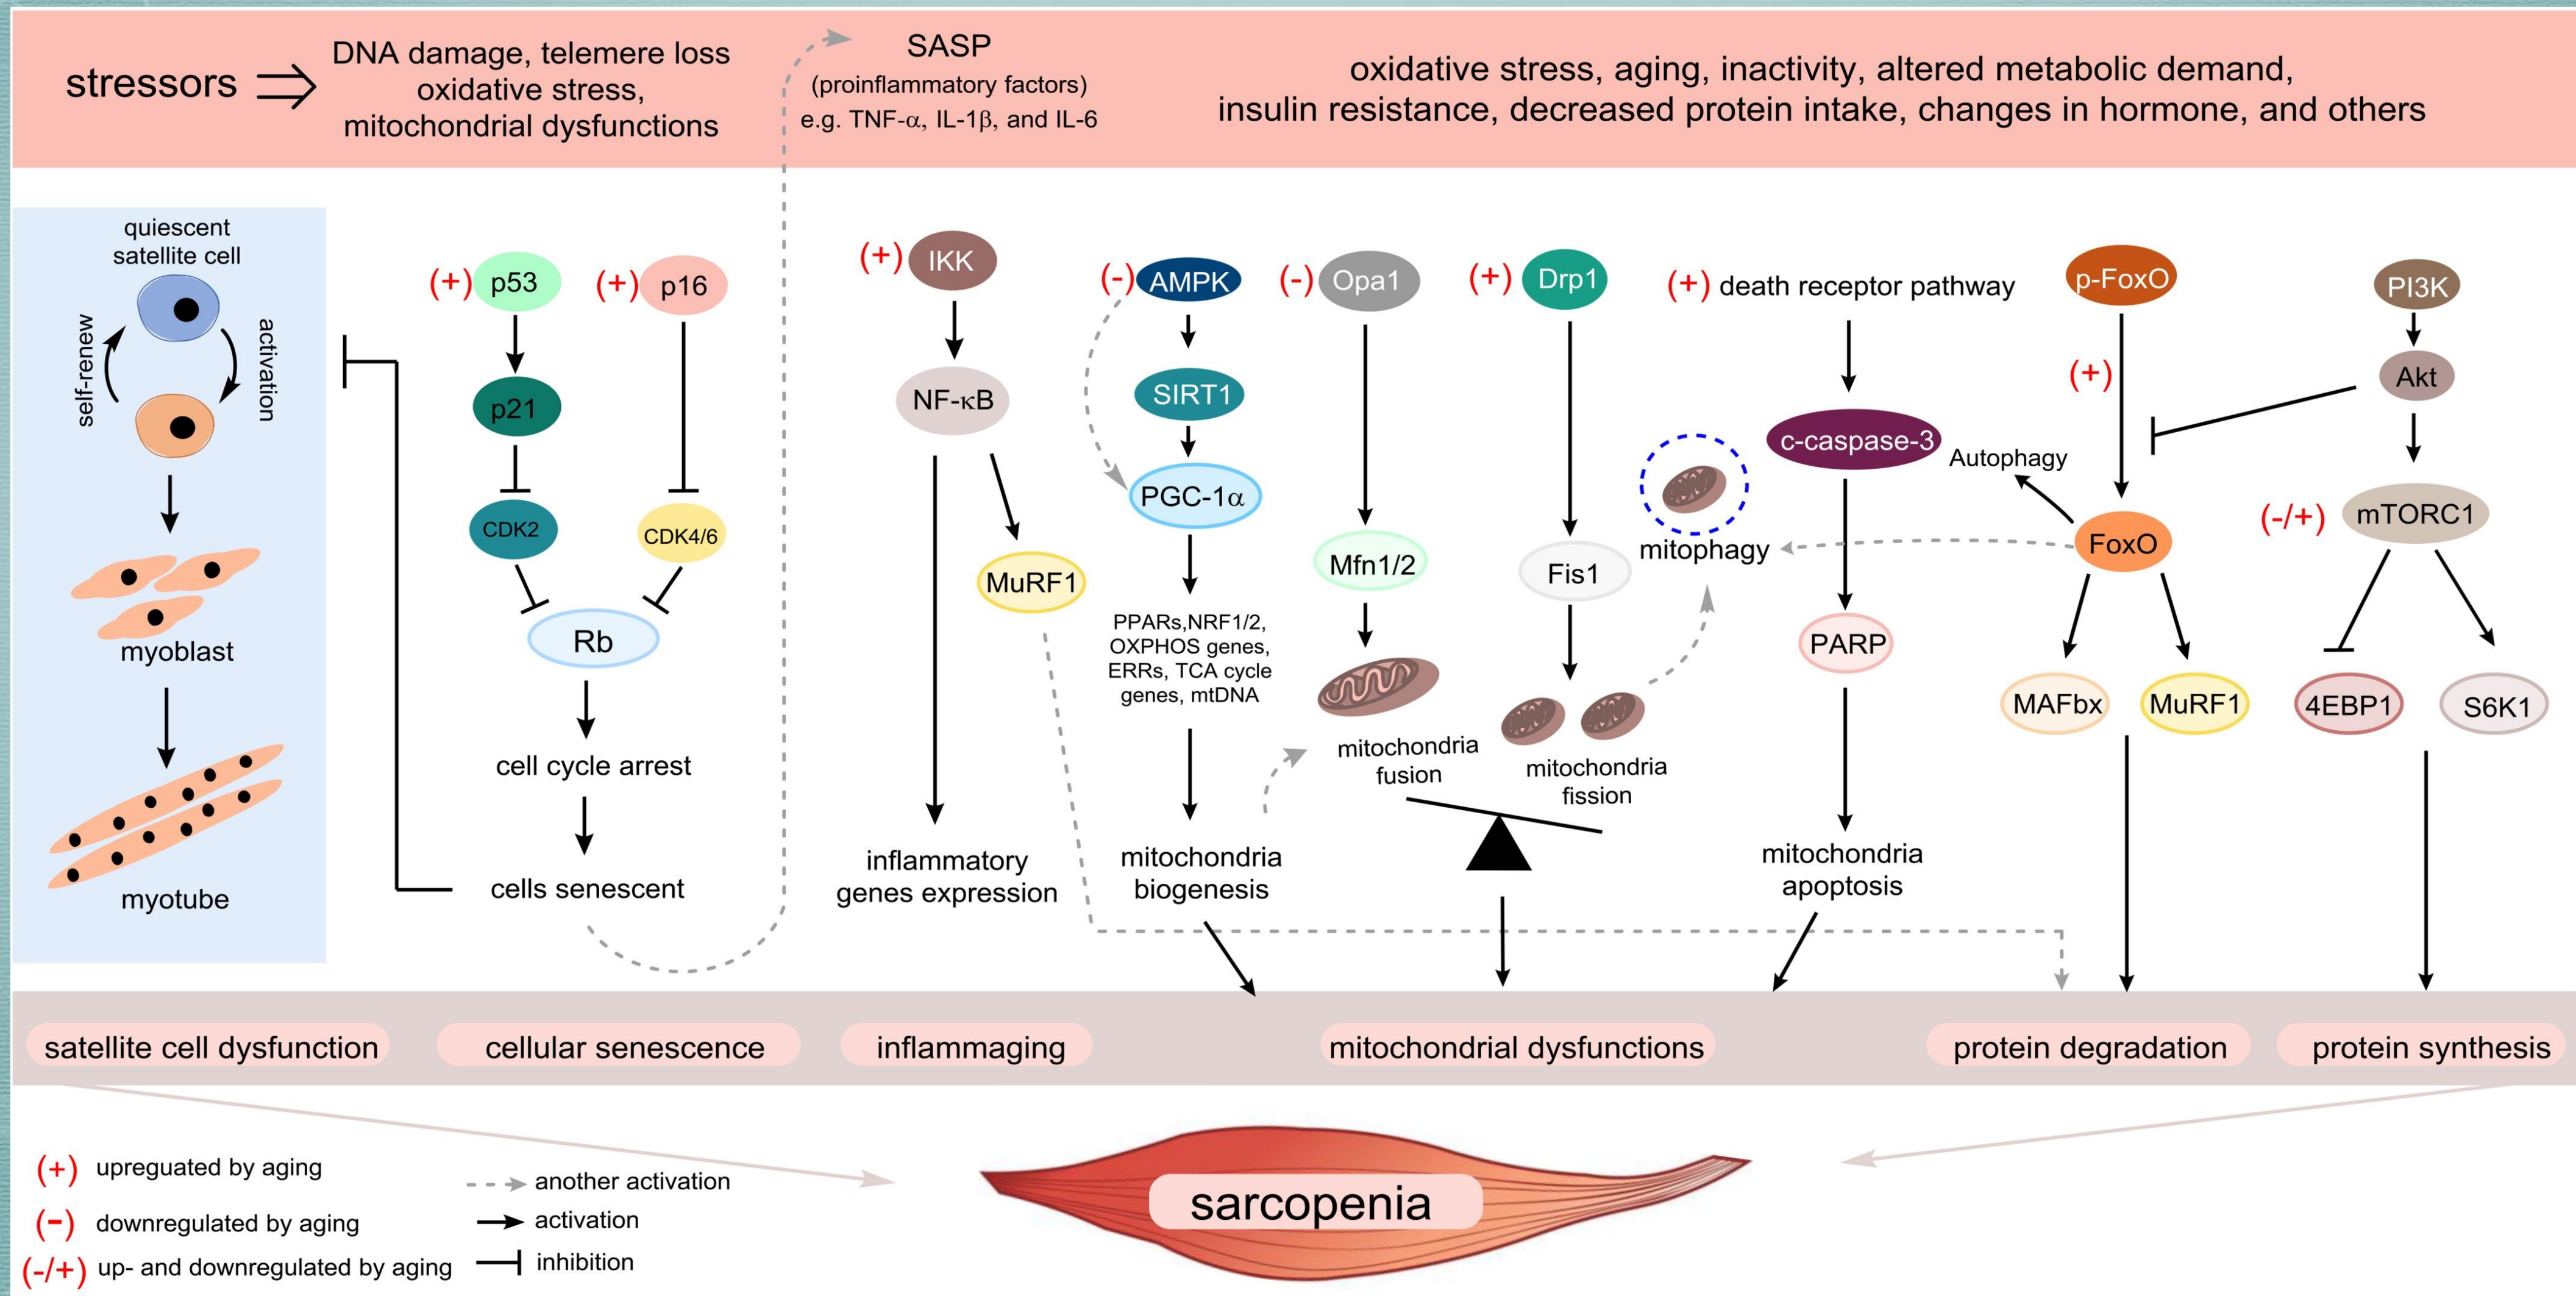 stressors
DNA damage, telemere loss
oxidative stress,
mitochondrial dysfunctions
SASP
(proinflammatory factors)
e.g. TNF-α, IL-1β, and IL-6
oxidative stress, aging, inactivity, altered metabolic demand,
insulin resistance, decreased protein intake, changes in hormone, and others
quiescent
satellite cell
self-renew
activation
myoblast
myotube
(+) p53
(+) p16
p21
CDK2
CDK4/6
Rb
cell cycle arrest
cells senescent
(+) IKK
NF-κB
MuRF1
inflammatory
genes expression
(-) AMPK
SIRT1
PGC-1α
PPARs,NRF1/2,
OXPHOS genes,
ERRs, TCA cycle
genes, mtDNA
mitochondria
biogenesis
(-) Opa1
Mfn1/2
mitochondria
fusion
(+) Drp1
Fis1
mitochondria
fission
mitophagy
(+) death receptor pathway
c-caspase-3
PARP
mitochondria
apoptosis
p-FoxO
(+)
Autophagy
FoxO
MAFbx
MuRF1
PI3K
Akt
(-/+) mTORC1
4EBP1
S6K1
satellite cell dysfunction
cellular senescence
inflammaging
mitochondrial dysfunctions
protein degradation
protein synthesis
sarcopenia
(+) upreguated by aging
(-) downregulated by aging
(-/+) up- and downregulated by aging
another activation
activation
inhibition